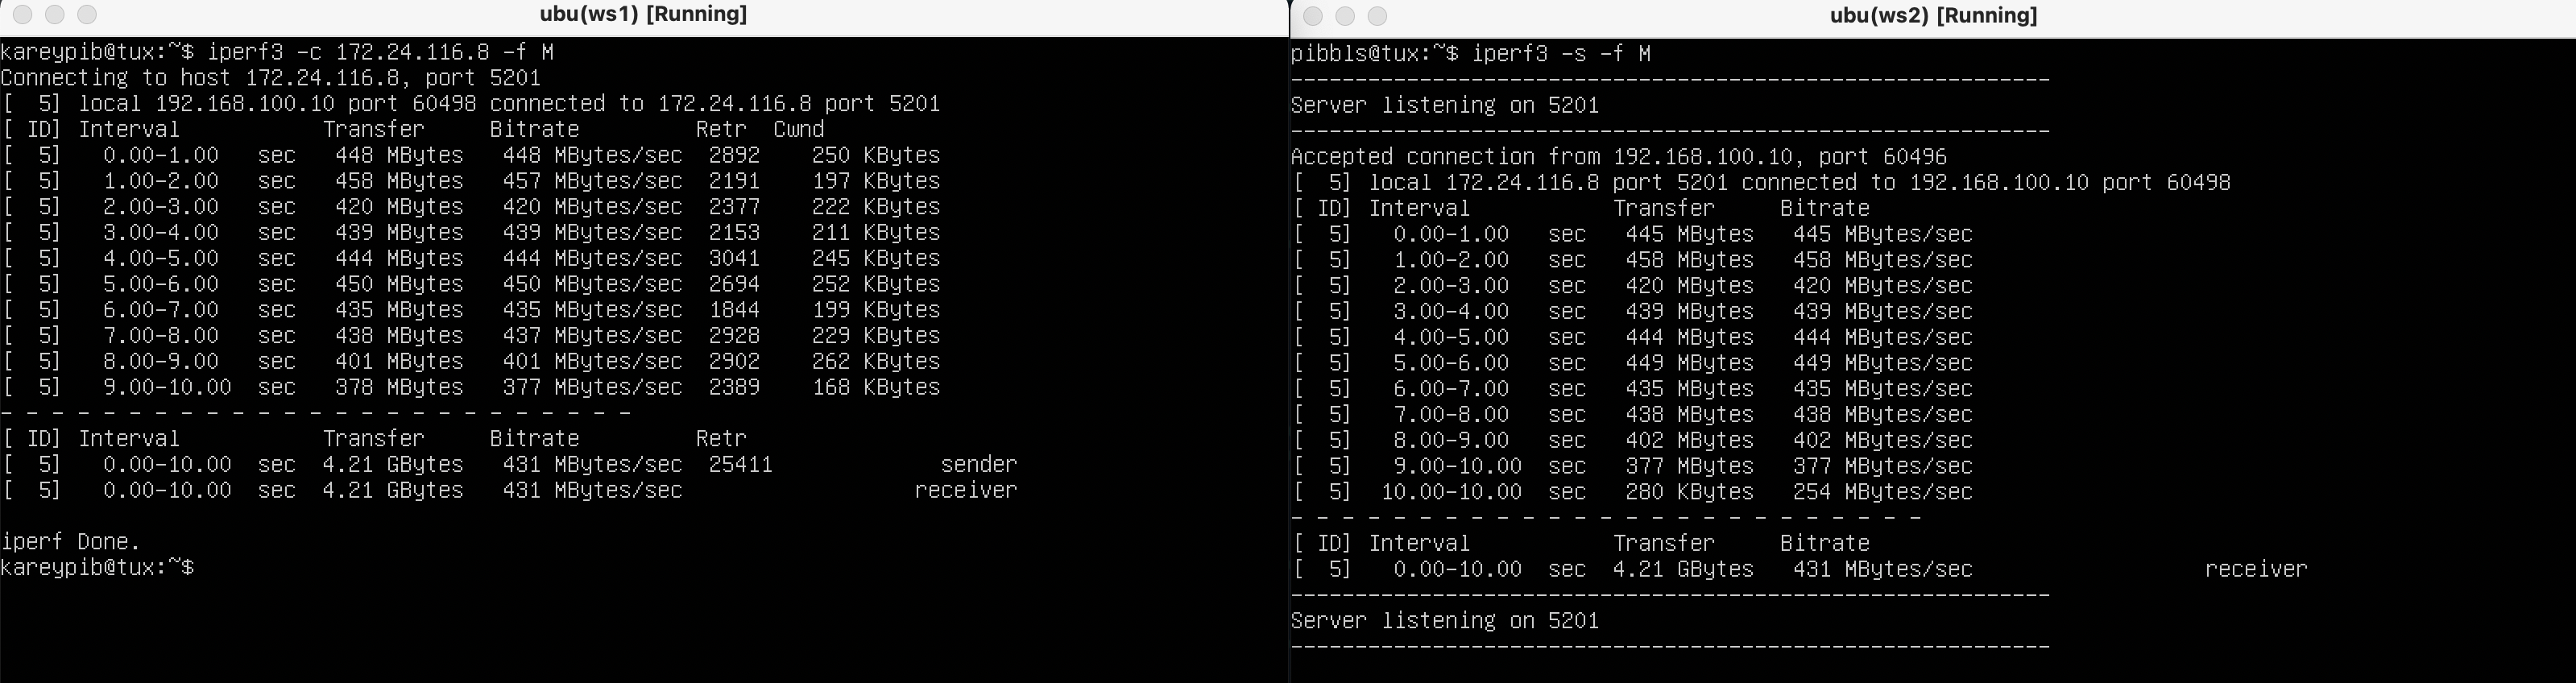 ubu(ws1) [Running]
kareypib@tux:~$ iperf3 -c 172.24.116.8 -f M
Connecting to host 172.24.116.8, port 5201
[  5] local 192.168.100.10 port 60498 connected to 172.24.116.8 port 5201
[ ID] Interval           Transfer     Bitrate         Retr  Cwnd
[  5]   0.00-1.00   sec   448 MBytes   448 MBytes/sec  2892    250 KBytes
[  5]   1.00-2.00   sec   458 MBytes   457 MBytes/sec  2191    197 KBytes
[  5]   2.00-3.00   sec   420 MBytes   420 MBytes/sec  2377    222 KBytes
[  5]   3.00-4.00   sec   439 MBytes   439 MBytes/sec  2153    211 KBytes
[  5]   4.00-5.00   sec   444 MBytes   444 MBytes/sec  3041    245 KBytes
[  5]   5.00-6.00   sec   450 MBytes   450 MBytes/sec  2694    252 KBytes
[  5]   6.00-7.00   sec   435 MBytes   435 MBytes/sec  1844    199 KBytes
[  5]   7.00-8.00   sec   438 MBytes   437 MBytes/sec  2928    229 KBytes
[  5]   8.00-9.00   sec   401 MBytes   401 MBytes/sec  2902    262 KBytes
[  5]   9.00-10.00  sec   378 MBytes   377 MBytes/sec  2389    168 KBytes
- - - - - - - - - - - - - - - - - - - - - - - - -
[ ID] Interval           Transfer     Bitrate         Retr
[  5]   0.00-10.00  sec  4.21 GBytes   431 MBytes/sec  25411             sender
[  5]   0.00-10.00  sec  4.21 GBytes   431 MBytes/sec                  receiver
iperf Done.
kareypib@tux:~$
ubu(ws2) [Running]
pibbls@tux:~$ iperf3 -s -f M
-----------------------------------------------------------
Server listening on 5201
-----------------------------------------------------------
Accepted connection from 192.168.100.10, port 60496
[  5] local 172.24.116.8 port 5201 connected to 192.168.100.10 port 60498
[ ID] Interval           Transfer     Bitrate
[  5]   0.00-1.00   sec   445 MBytes   445 MBytes/sec
[  5]   1.00-2.00   sec   458 MBytes   458 MBytes/sec
[  5]   2.00-3.00   sec   420 MBytes   420 MBytes/sec
[  5]   3.00-4.00   sec   439 MBytes   439 MBytes/sec
[  5]   4.00-5.00   sec   444 MBytes   444 MBytes/sec
[  5]   5.00-6.00   sec   449 MBytes   449 MBytes/sec
[  5]   6.00-7.00   sec   435 MBytes   435 MBytes/sec
[  5]   7.00-8.00   sec   438 MBytes   438 MBytes/sec
[  5]   8.00-9.00   sec   402 MBytes   402 MBytes/sec
[  5]   9.00-10.00  sec   377 MBytes   377 MBytes/sec
[  5]  10.00-10.00  sec   280 KBytes   254 MBytes/sec
- - - - - - - - - - - - - - - - - - - - - - - - -
[ ID] Interval           Transfer     Bitrate
[  5]   0.00-10.00  sec  4.21 GBytes   431 MBytes/sec                  receiver
-----------------------------------------------------------
Server listening on 5201
-----------------------------------------------------------